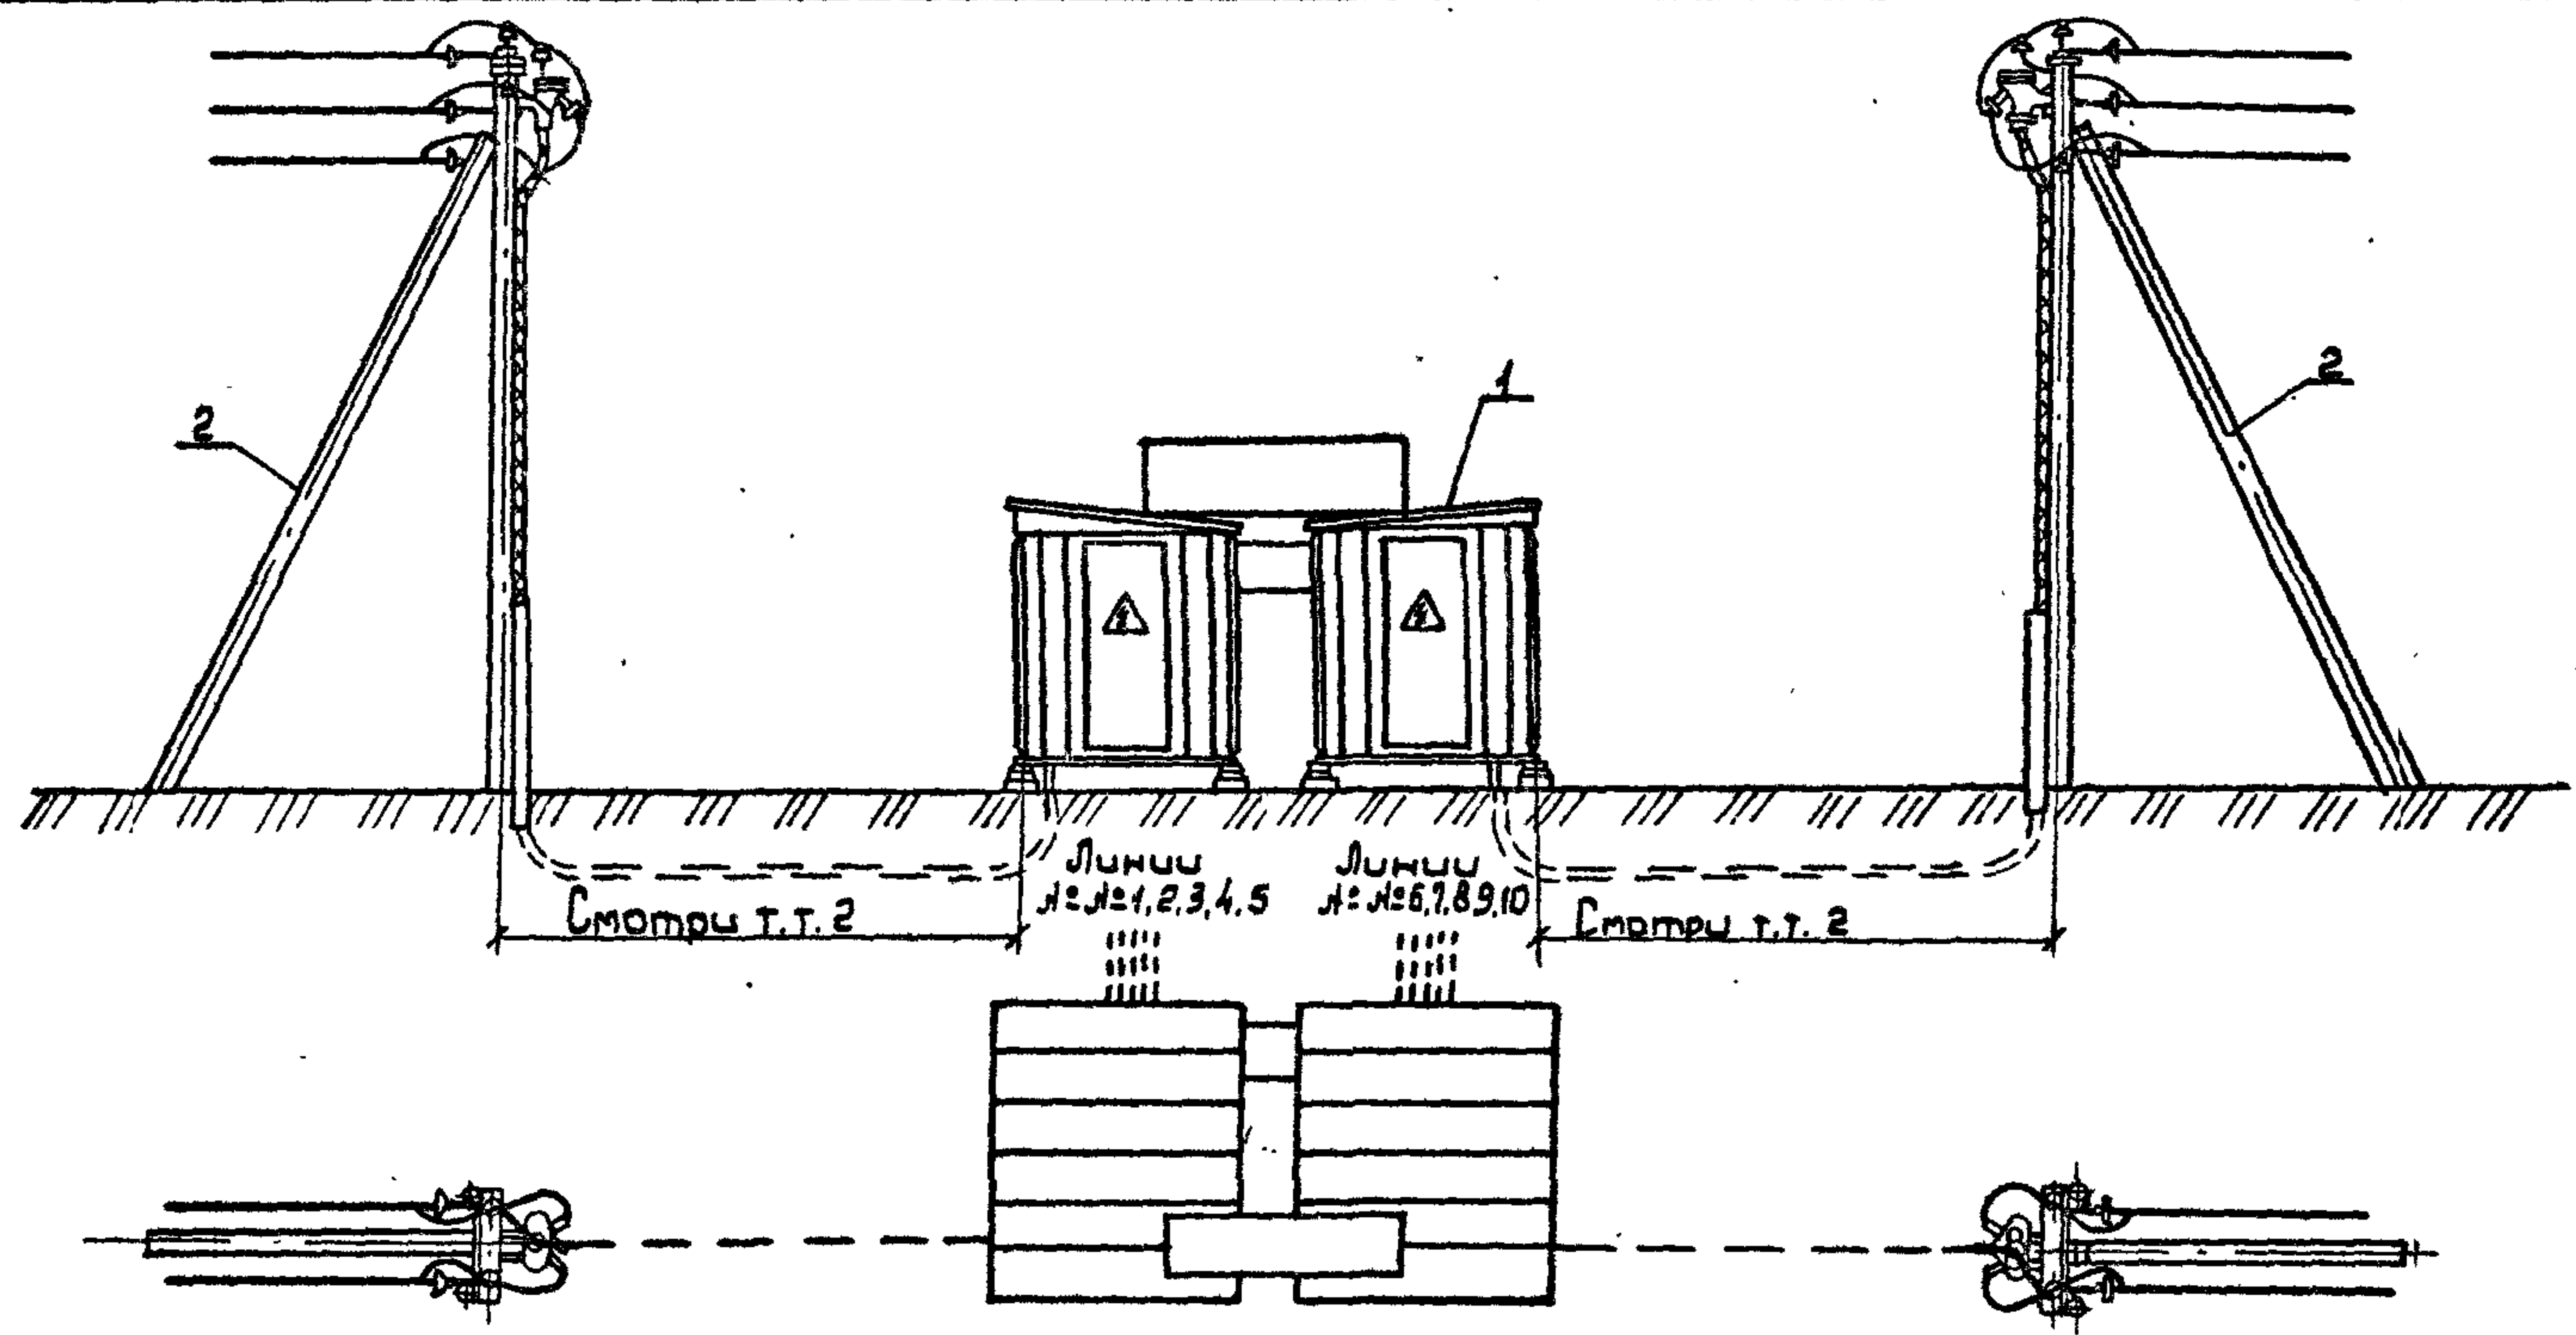 1
2
2
Линии
№№1,2,3,4,5
Линии
№№6,7,8,9,10
Смотри т.т. 2
Смотри т.т. 2